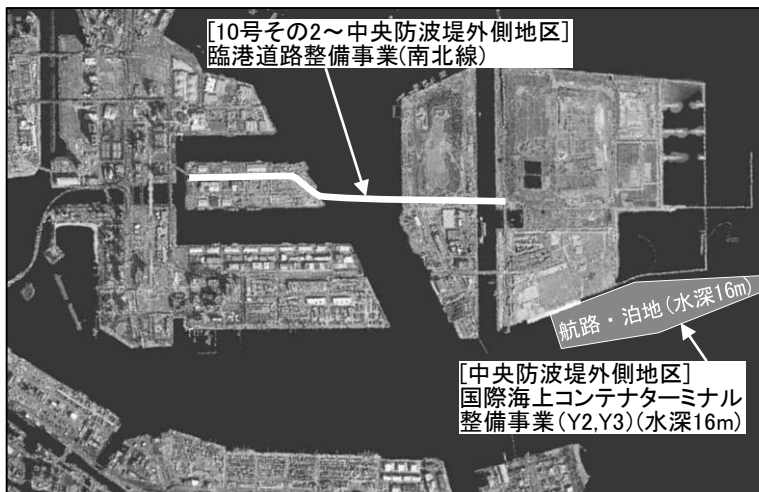 [10号その2～中央防波堤外側地区]
臨港道路整備事業(南北線)
航路・泊地(水深16m)
[中央防波堤外側地区]
国際海上コンテナターミナル
整備事業(Y2,Y3)(水深16m)